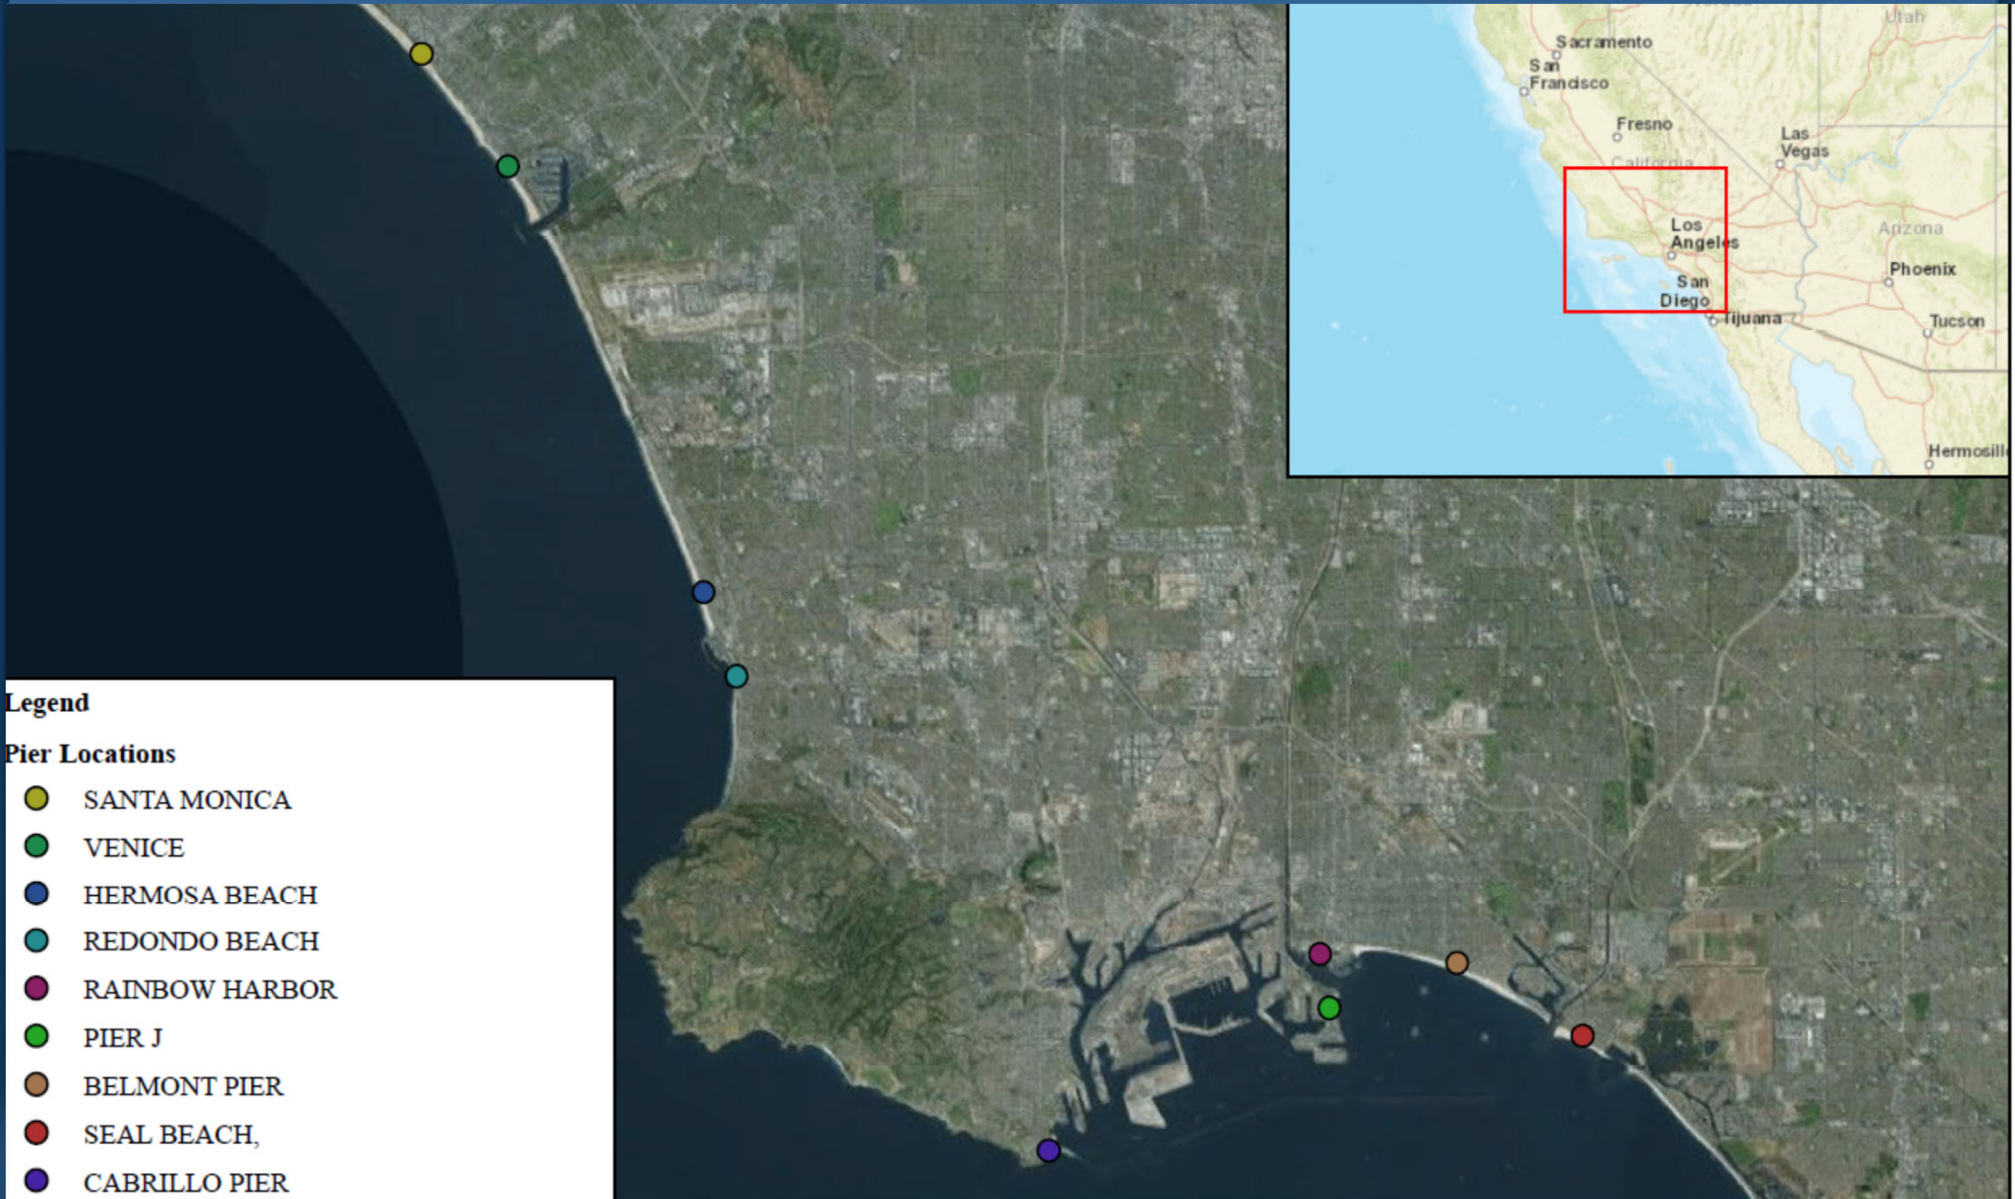 Utah
Sacramento
San
Francisco
Fresno
Las
Vegas
California
Los
Angeles
Arizona
Phoenix
San
Diego
Tijuana
Tucson
Legend
Pier Locations
SANTA MONICA
VENICE
HERMOSA BEACH
REDONDO BEACH
RAINBOW HARBOR
PIER J
BELMONT PIER
SEAL BEACH,
CABRILLO PIER